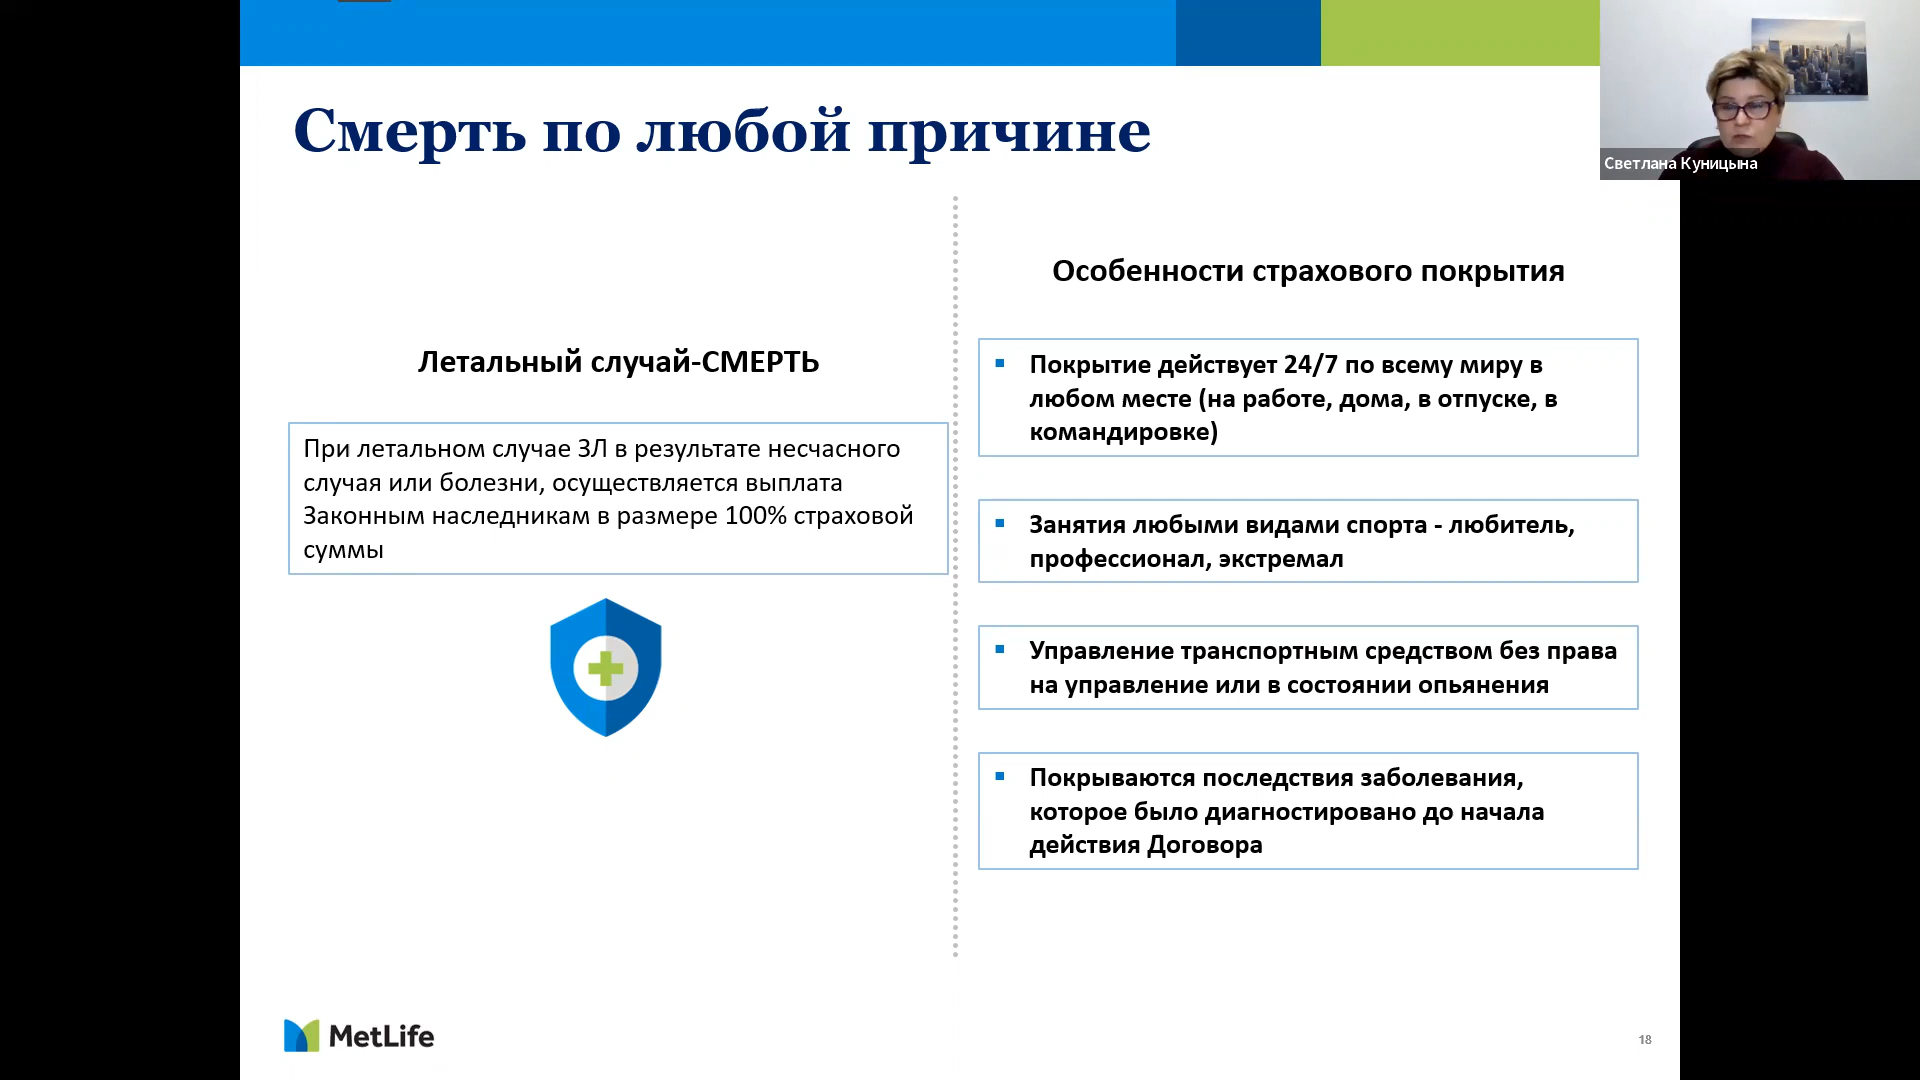 Смерть по любой причине
Светлана Куницына
Летальный случай-СМЕРТЬ
При летальном случае ЗЛ в результате несчасного
случая или болезни, осуществляется выплата
Законным наследникам в размере 100% страховой
суммы
Особенности страхового покрытия
▪ Покрытие действует 24/7 по всему миру в
любом месте (на работе, дома, в отпуске, в
командировке)
▪ Занятия любыми видами спорта - любитель,
профессионал, экстремал
▪ Управление транспортным средством без права
на управление или в состоянии опьянения
▪ Покрываются последствия заболевания,
которое было диагностировано до начала
действия Договора
MetLife
18